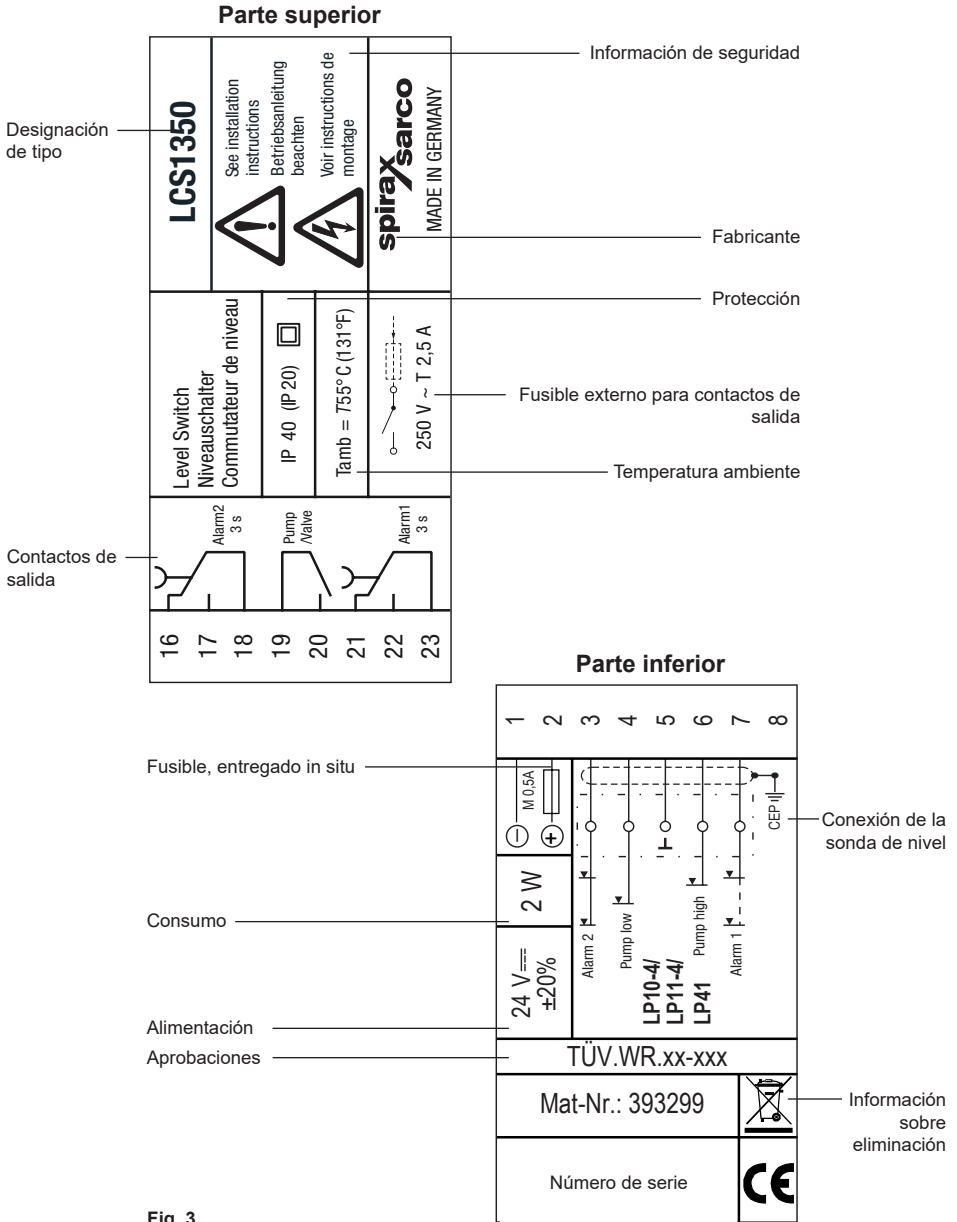 Parte superior
Designación
de tipo
LCS1350
See installation
instructions
Betriebsanleitung
beachten
Voir instructions de
montage
spirax
sarco
MADE IN GERMANY
Información de seguridad
Fabricante
Protección
Level Switch
Niveauschalter
Commutateur de niveau
IP 40 (IP20)
Tamb = T55°C (131°F)
250 V ~ T 2,5 A
Fusible externo para contactos de
salida
Temperatura ambiente
Contactos de
salida
Alarm2
3 s
Pump
/Valve
Alarm1
3 s
16
17
18
19
20
21
22
23
Parte inferior
1
2
3
4
5
6
7
8
Fusible, entregado in situ
M 0,5A
CEP
Conexión de la
sonda de nivel
Consumo
2 W
Alarm 2
Pump low
Pump high
Alarm 1
LP10-4/
LP11-4/
LP41
24 V
±20%
Alimentación
Aprobaciones
TÜV.WR.xx-xxx
Mat-Nr.: 393299
Información
sobre
eliminación
Número de serie
CE
Fig. 3